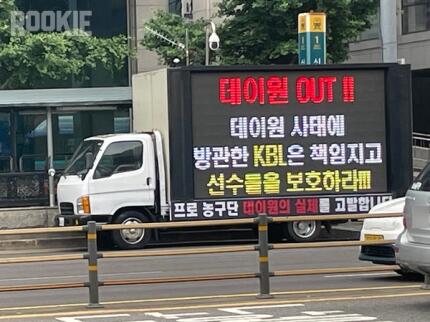 ROOKIE
데이원 OUT !!
데이원 사태에
방관한 KBL은 책임지고
선수들을 보호하라!!!
프로 농구단 데이원의 실체를 고발합니다